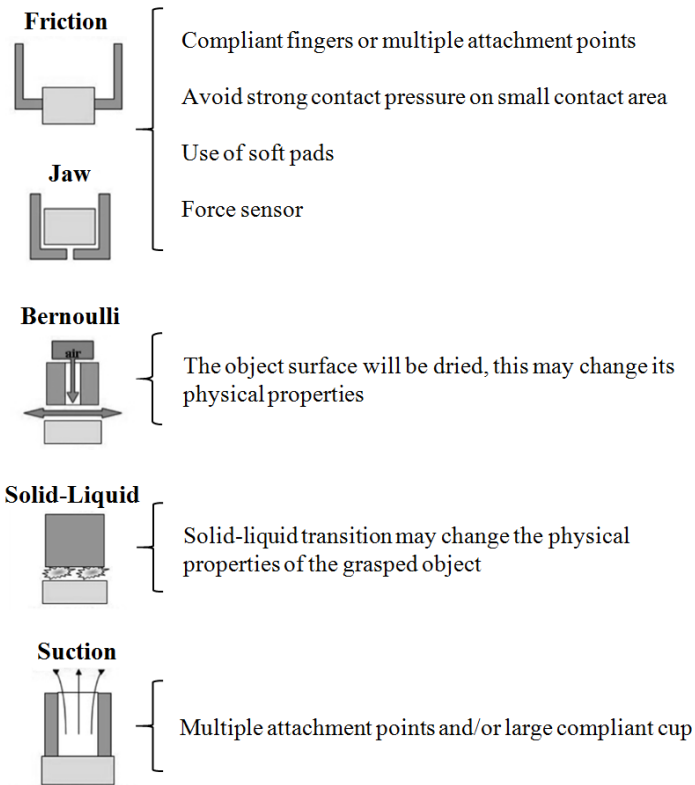 Friction
Compliant fingers or multiple attachment points
Avoid strong contact pressure on small contact area
Use of soft pads
Jaw
Force sensor
Bernoulli
air
The object surface will be dried, this may change its
physical properties
Solid-Liquid
Solid-liquid transition may change the physical
properties of the grasped object
Suction
Multiple attachment points and/or large compliant cup